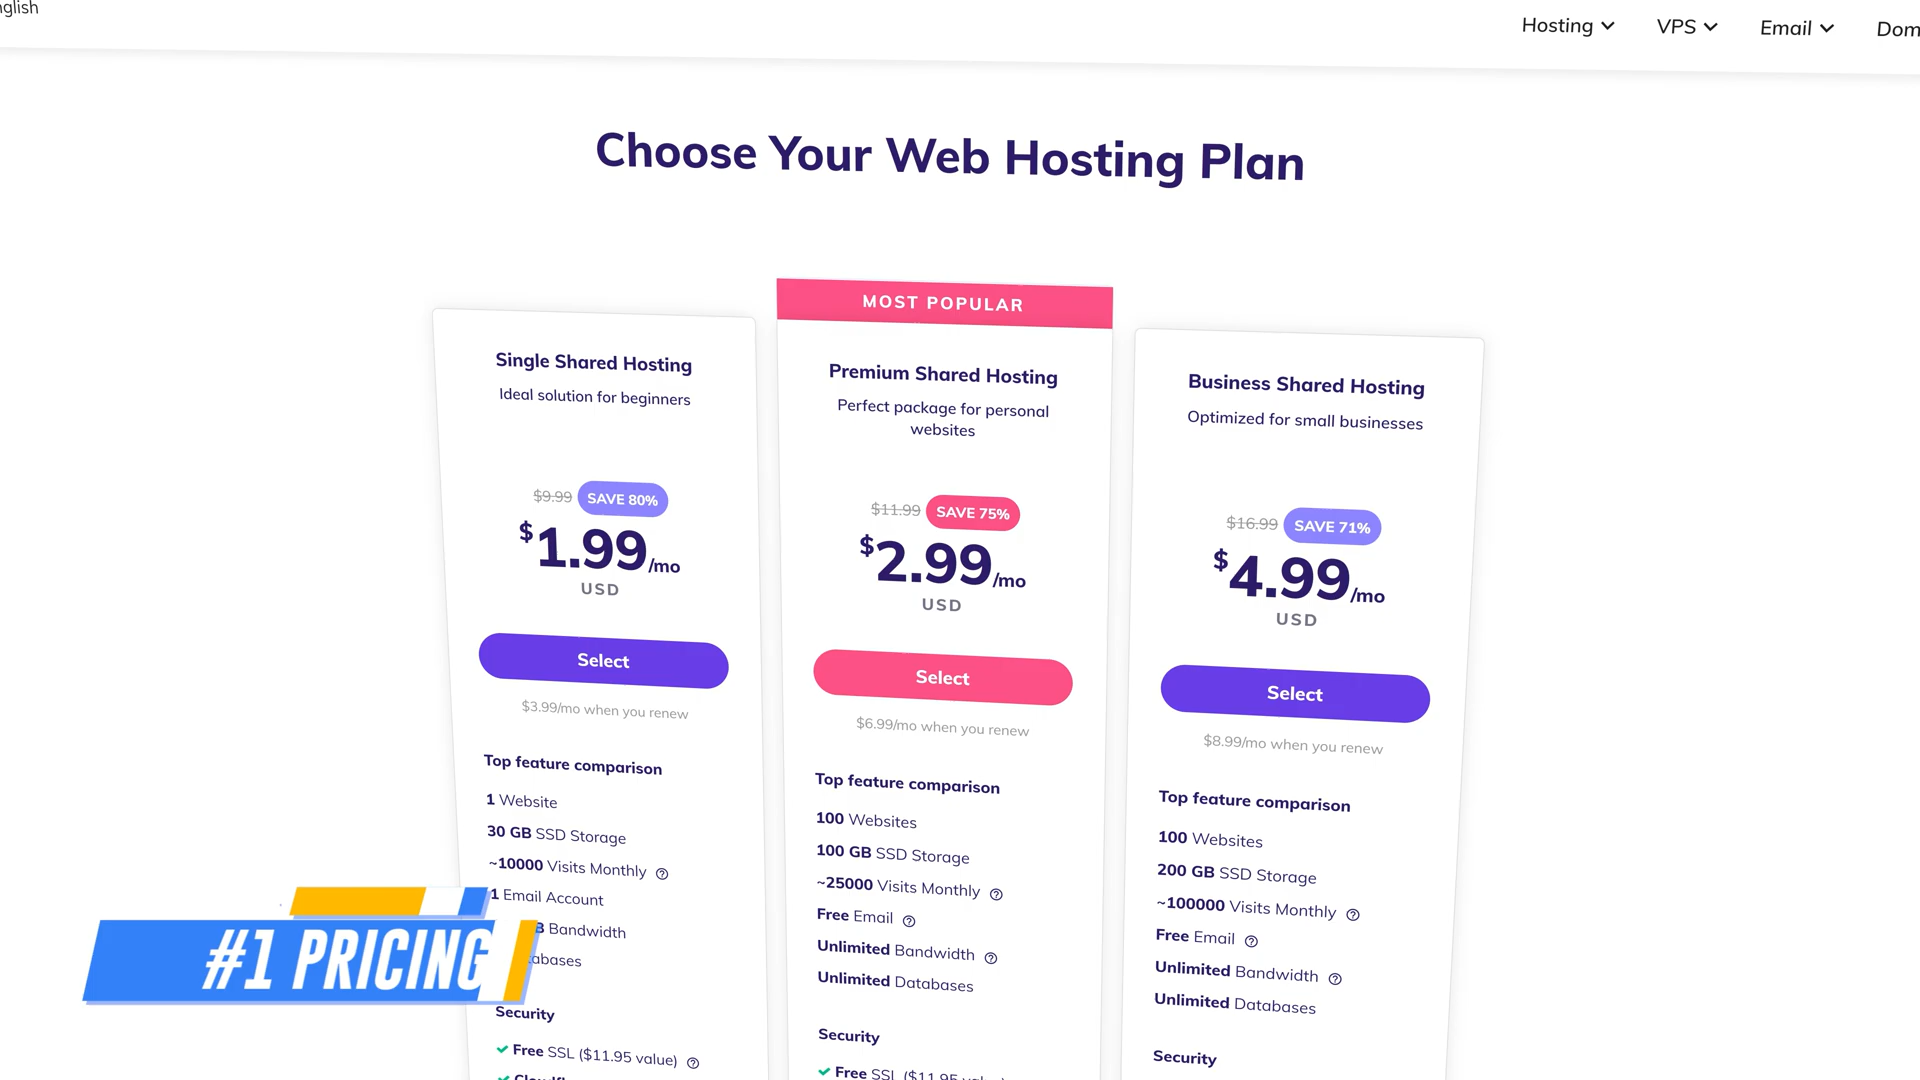 Hosting
VPS
Email
Choose Your Web Hosting Plan
MOST POPULAR
Single Shared Hosting
Ideal solution for beginners
$9.99 SAVE 80%
$1.99/mo
USD
Select
$3.99/mo when you renew
Top feature comparison
1 Website
30 GB SSD Storage
~10000 Visits Monthly
1 Email Account
Bandwidth
Security
Free SSL ($11.95 value)
Premium Shared Hosting
Perfect package for personal
websites
$11.99 SAVE 75%
$2.99/mo
USD
Select
$6.99/mo when you renew
Top feature comparison
100 Websites
100 GB SSD Storage
~25000 Visits Monthly
Free Email
Unlimited Bandwidth
Unlimited Databases
Security
Free SSL
Business Shared Hosting
Optimized for small businesses
$16.99 SAVE 71%
$4.99/mo
USD
Select
$8.99/mo when you renew
Top feature comparison
100 Websites
200 GB SSD Storage
~100000 Visits Monthly
Free Email
Unlimited Bandwidth
Unlimited Databases
Security
#1 PRICING